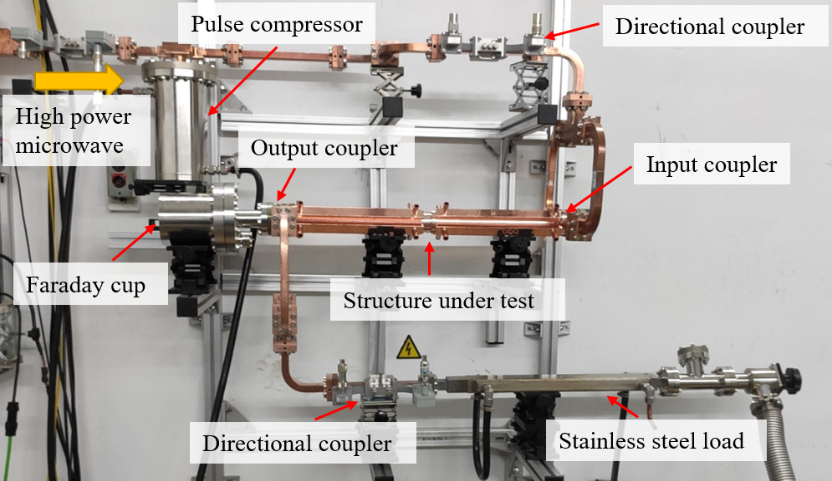 Pulse compressor
Directional coupler
High power
microwave
Output coupler
Input coupler
Faraday cup
Structure under test
Directional coupler
Stainless steel load